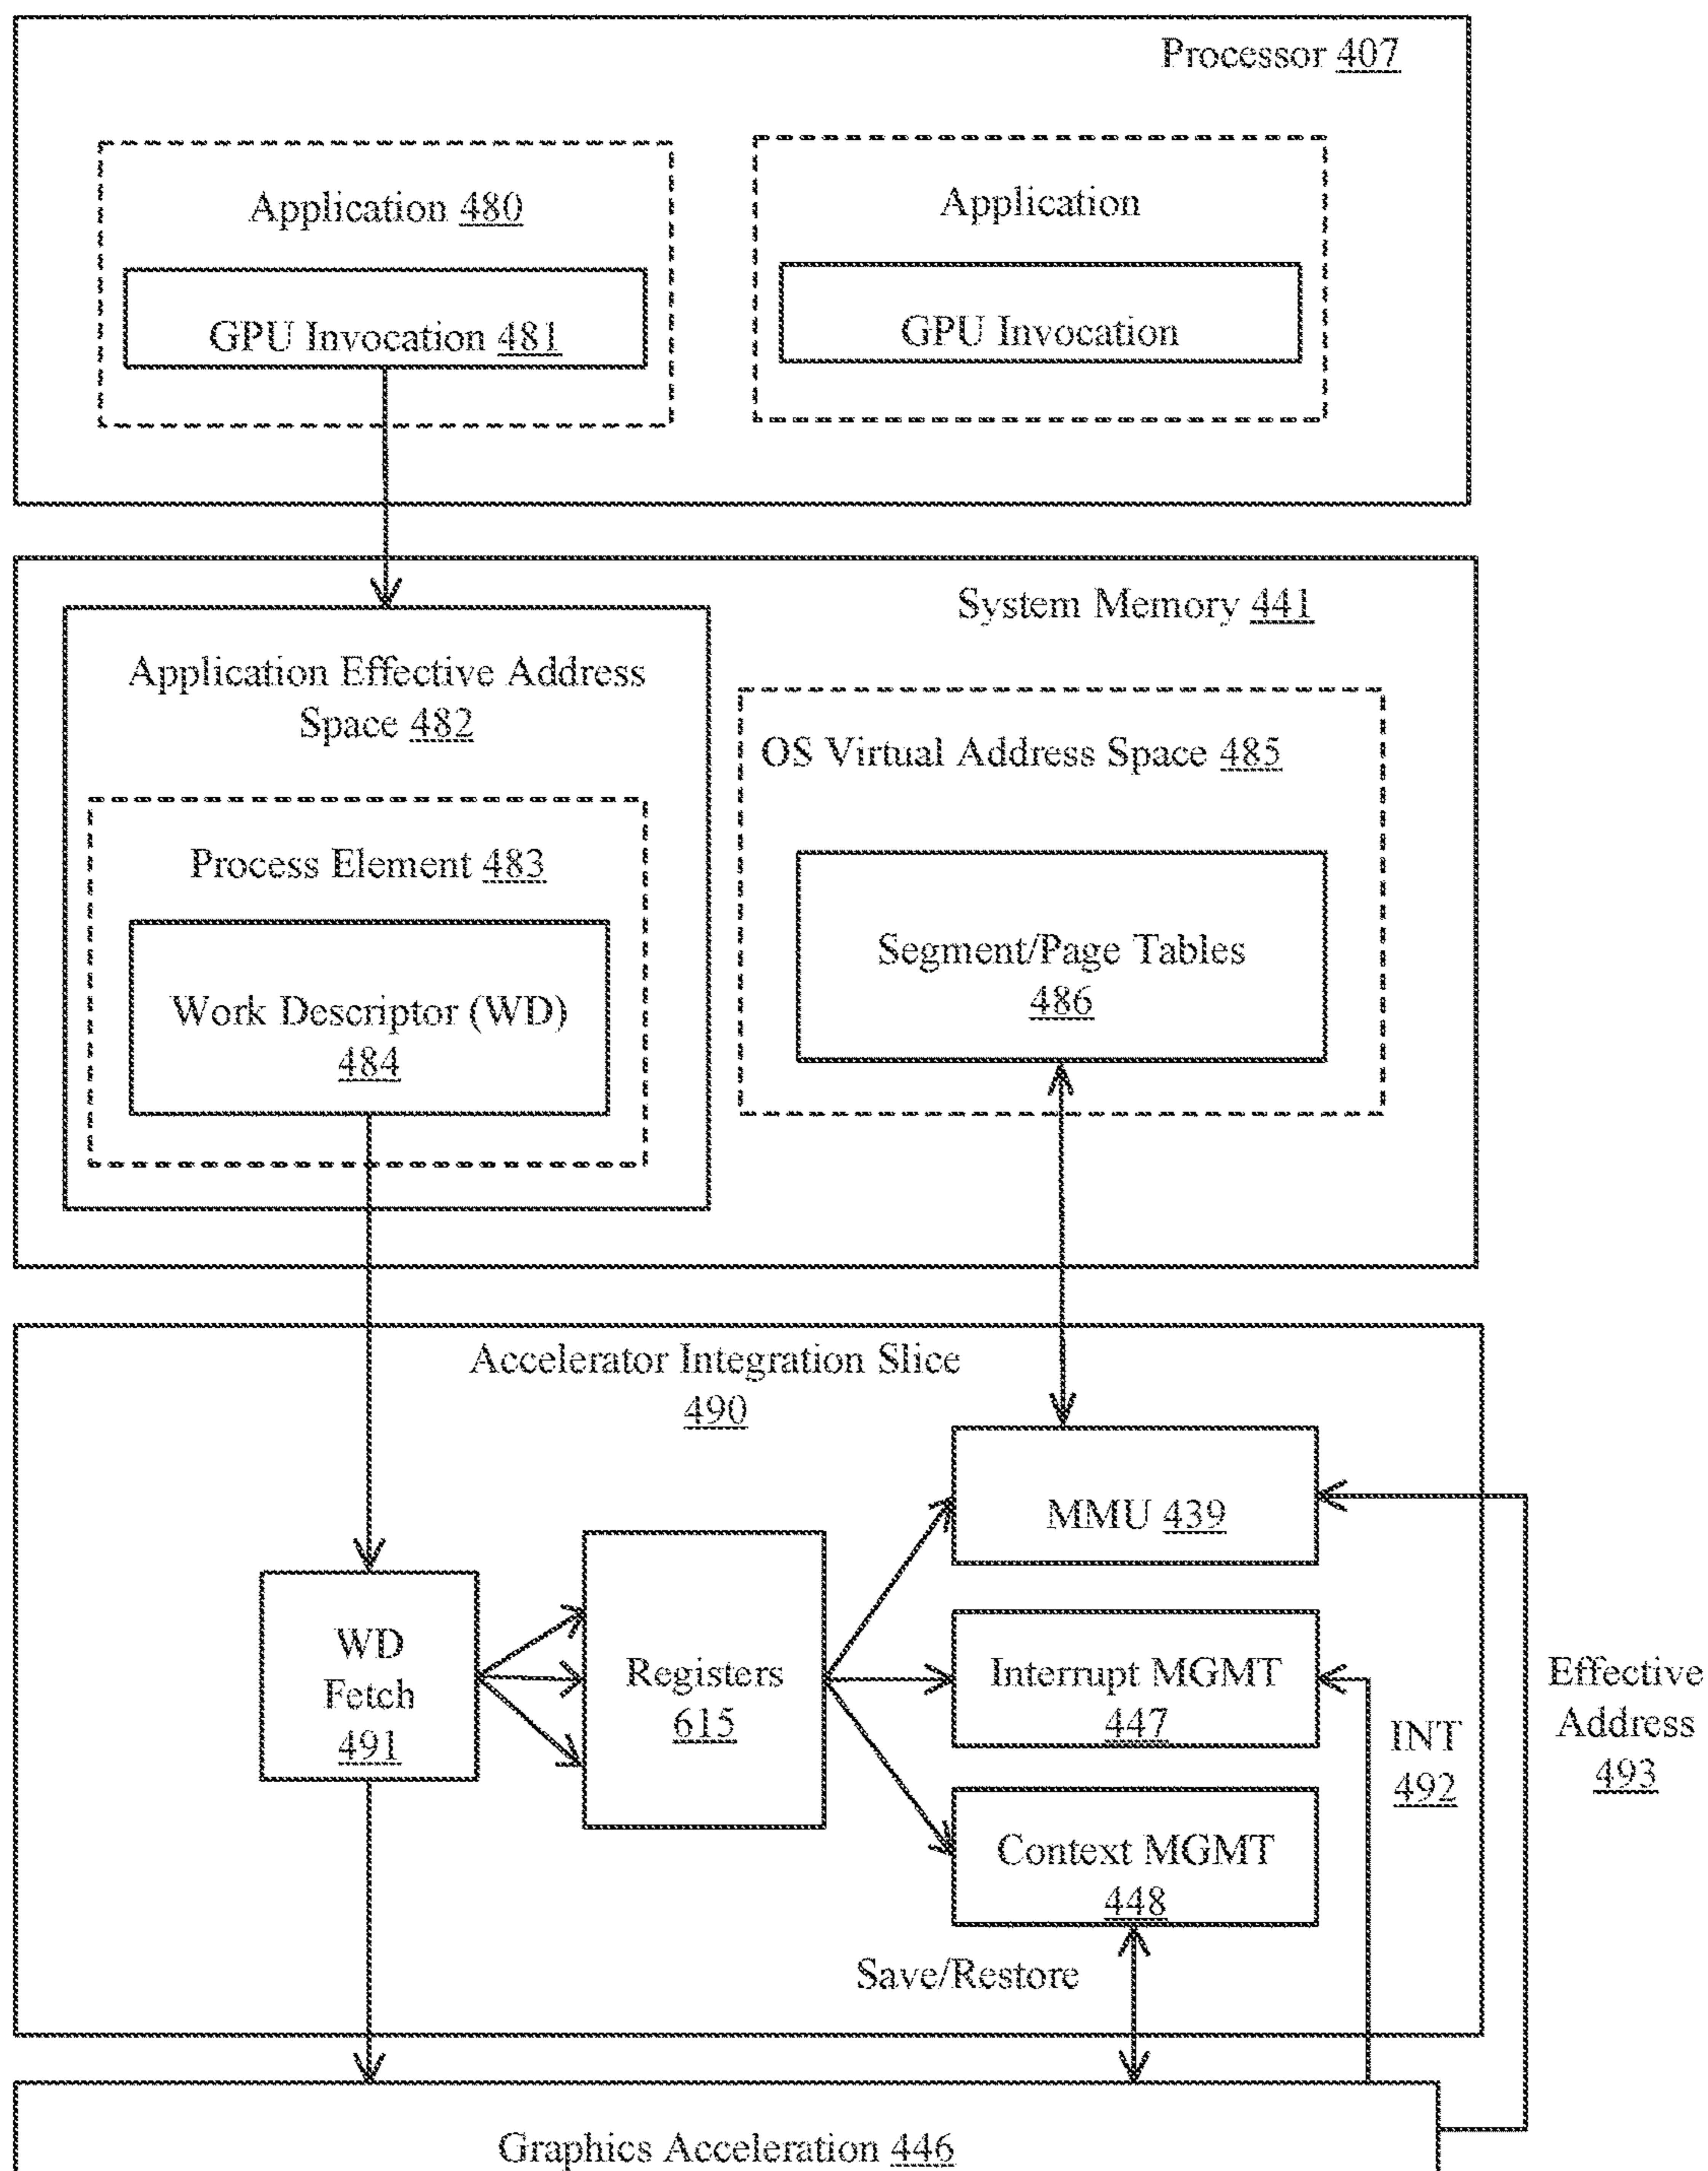 Processor 407
Application 480
Application
GPU Invocation 481
GPU Invocation
System Memory 441
Application Effective Address
Space 482
OS Virtual Address Space 485
Process Element 483
Segment/Page Tables
486
Work Descriptor (WD)
484
Accelerator Integration Slice
490
MMU 439
WD
Fetch
491
Registers
615
Interrupt MGMT
447
INT
492
Effective
Address
493
Context MGMT
448
Save/Restore
Graphics Acceleration 446